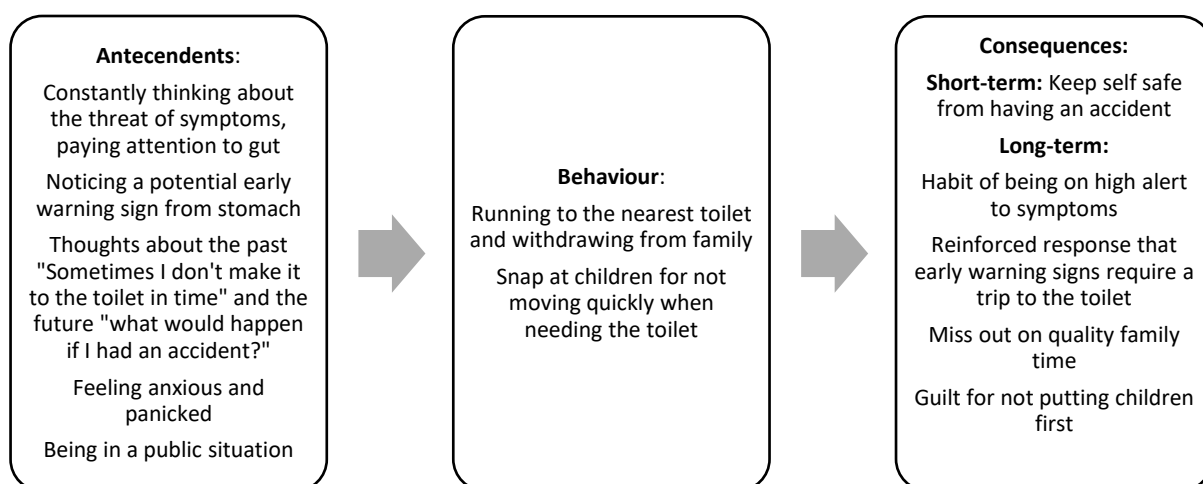 Antecendents:
Constantly thinking about
the threat of symptoms,
paying attention to gut
Noticing a potential early
warning sign from stomach
Thoughts about the past
"Sometimes I don't make it
to the toilet in time" and the
future "what would happen
if I had an accident?"
Feeling anxious and
panicked
Being in a public situation
Behaviour:
Running to the nearest toilet
and withdrawing from family
Snap at children for not
moving quickly when
needing the toilet
Consequences:
Short-term: Keep self safe
from having an accident
Long-term:
Habit of being on high alert
to symptoms
Reinforced response that
early warning signs require a
trip to the toilet
Miss out on quality family
time
Guilt for not putting children
first